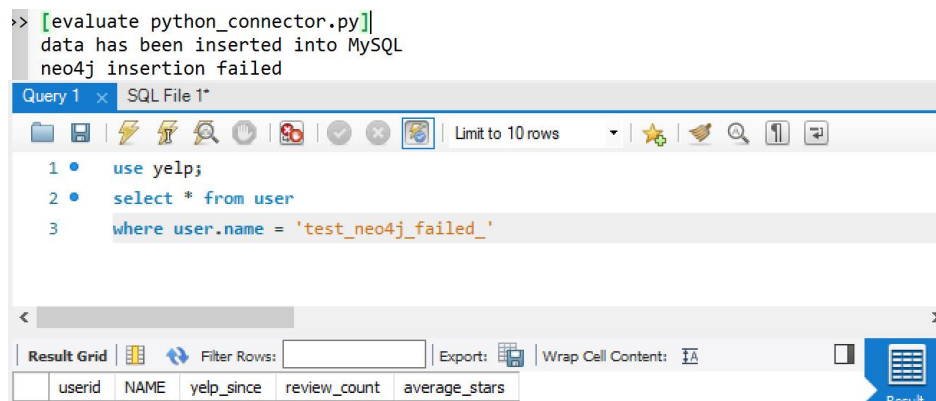 >> [evaluate python_connector.py]
data has been inserted into MySQL
neo4j insertion failed
Query 1 × SQL File 1*
Limit to 10 rows
1 use yelp;
2 select * from user
3 where user.name = 'test_neo4j_failed_'
Result Grid Filter Rows: Export: Wrap Cell Content: IA
userid NAME yelp_since review_count average_stars
Result